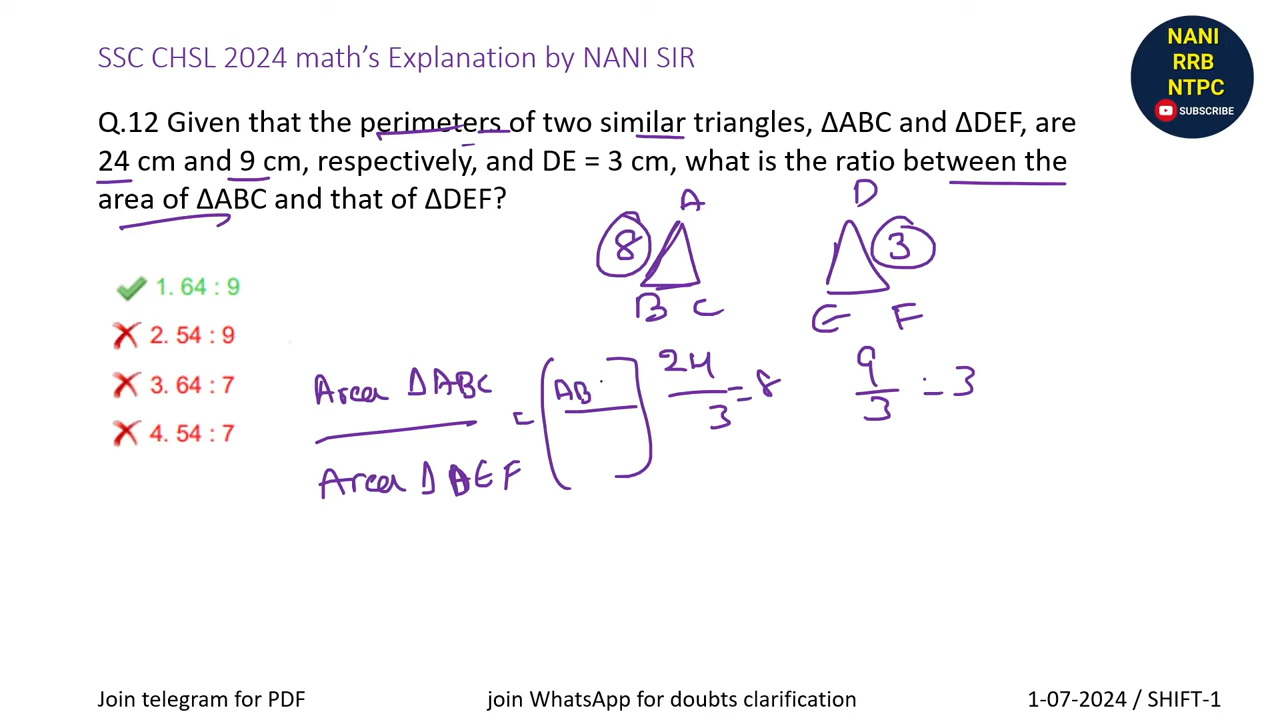 SSC CHSL 2024 math's Explanation by NANI SIR
NANI
RRB
NTPC
SUBSCRIBE
Q.12 Given that the perimeters of two similar triangles, ΔABC and ΔDEF, are
24 cm and 9 cm, respectively, and DE = 3 cm, what is the ratio between the
area of ΔABC and that of ΔDEF?
A
D
8
3
B C
E F
1. 64 : 9
2. 54 : 9
3. 64 : 7
4. 54 : 7
Area ΔABC
=
AB
Area ΔDEF
24
3
= 8
9
3
= 3
Join telegram for PDF
join WhatsApp for doubts clarification
1-07-2024 / SHIFT-1